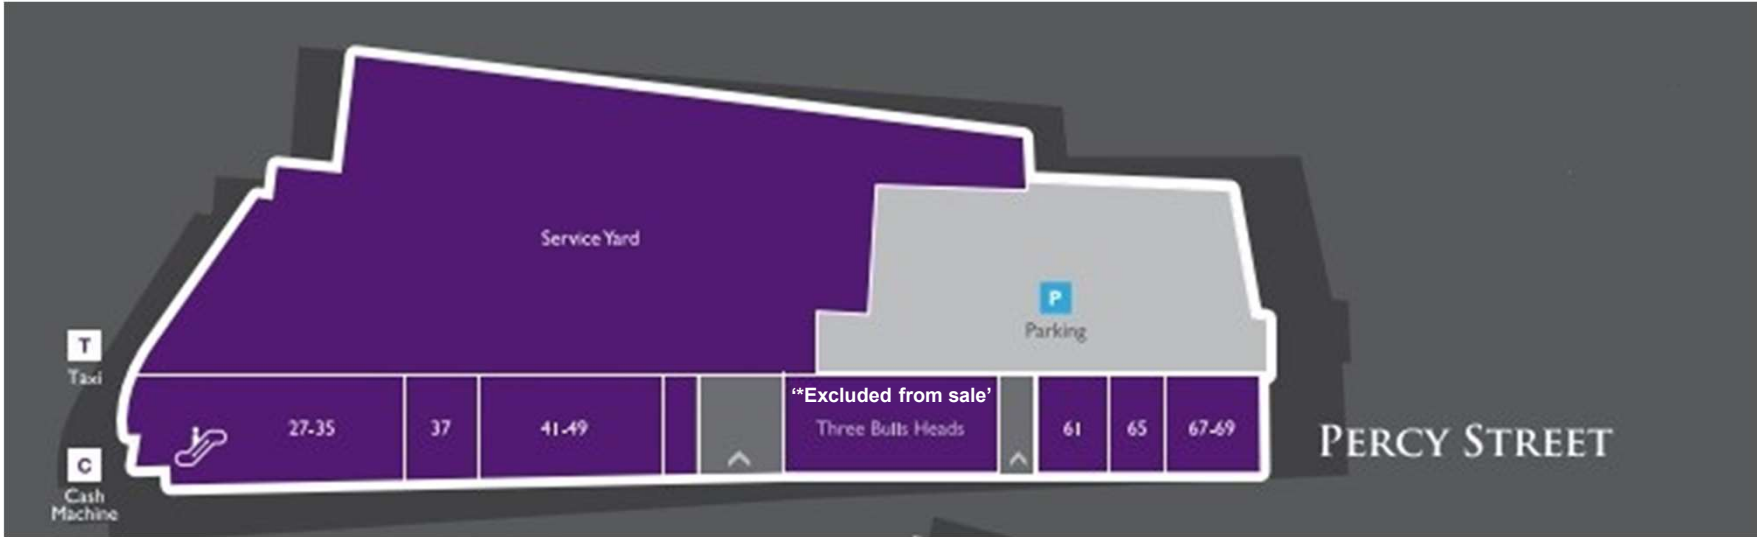 Service Yard
P
Parking
T
Taxi
'*Excluded from sale'
27-35
37
41-49
Three Bulls Heads
61
65
67-69
PERCY STREET
C
Cash
Machine